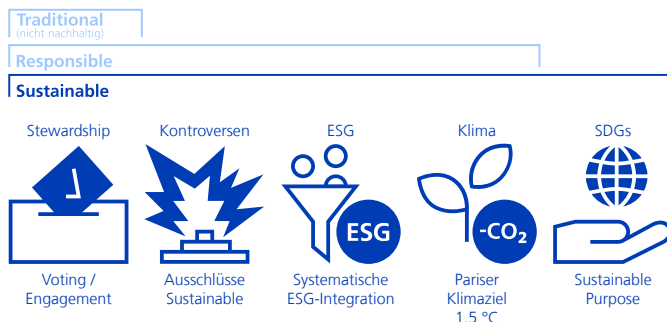 Traditional
(nicht nachhaltig)
Responsible
Sustainable
Stewardship
Kontroversen
ESG
Klima
SDGs
ESG
-CO₂
Voting /
Engagement
Ausschlüsse
Sustainable
Systematische
ESG-Integration
Pariser
Klimaziel
1,5 °C
Sustainable
Purpose